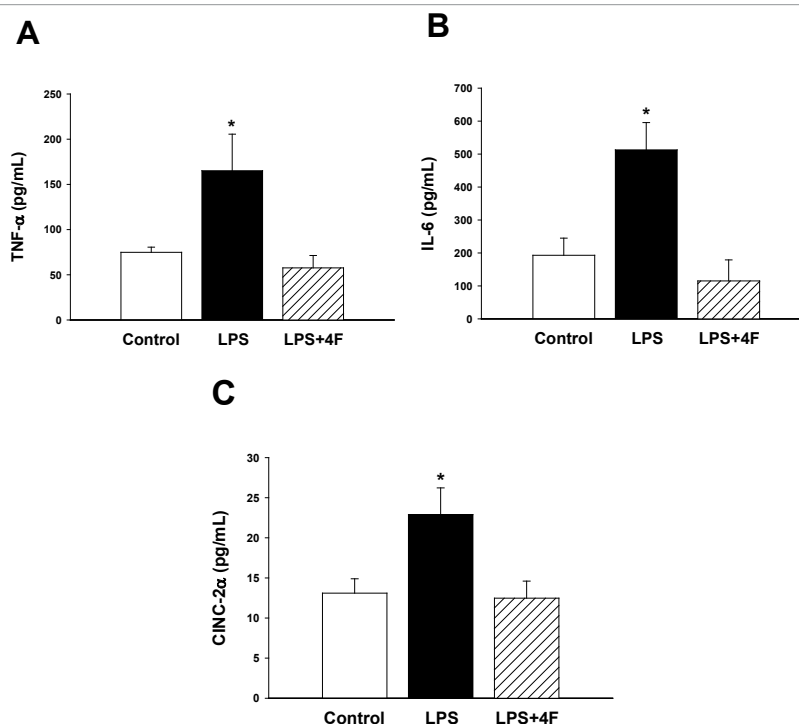 A
TNF-α (pg/mL)
250
200
150
100
50
0
*
Control LPS LPS+4F
B
IL-6 (pg/mL)
700
600
500
400
300
200
100
0
*
Control LPS LPS+4F
C
CINC-2α (pg/mL)
30
25
20
15
10
5
0
*
Control LPS LPS+4F